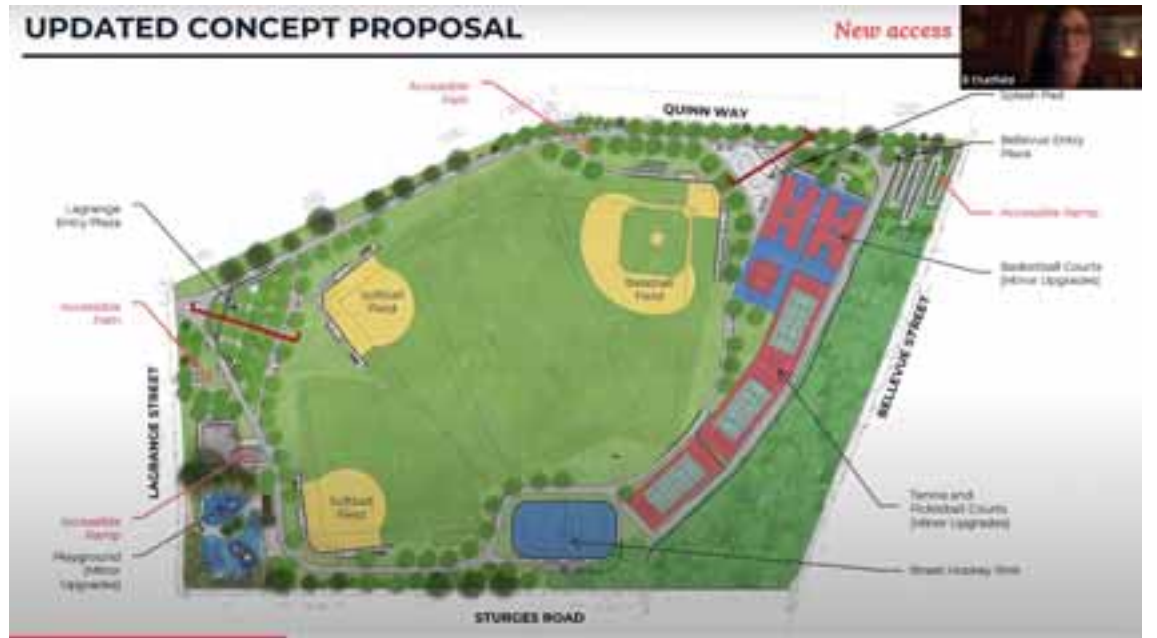 UPDATED CONCEPT PROPOSAL
New access
Accessible
Path
QUINN WAY
Splash Pad
Bellevue Entry
Plaza
Lagrange
Entry Plaza
Accessible Ramp
Softball
Field
Baseball
Field
Basketball Courts
[Minor Upgrades]
Accessible
Path
LAGRANGE STREET
BELLEVUE STREET
Softball
Field
Tennis and
Pickleball Courts
[Minor Upgrades]
Accessible
Ramp
Playground
[Minor
Upgrades]
Street Hockey Rink
STURGES ROAD